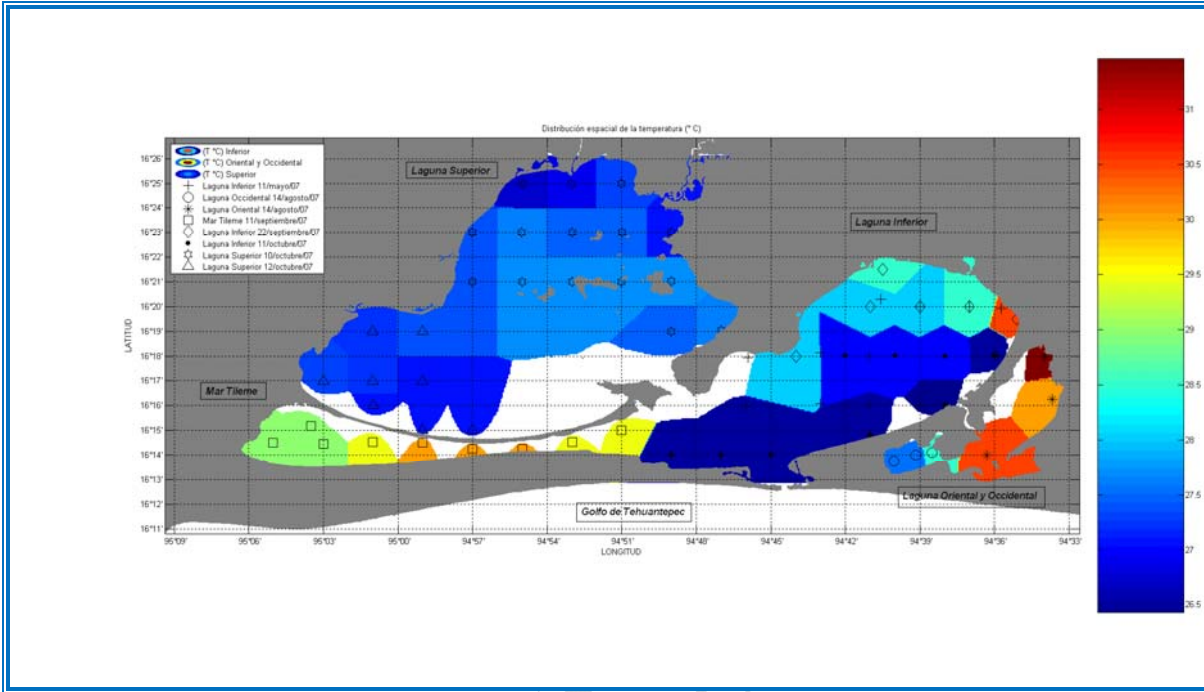 Distribución espacial de la temperatura (° C)
(T °C) Inferior
(T °C) Oriental y Occidental
(T °C) Superior
Laguna Inferior 11/mayo/07
Laguna Occidental 14/agosto/07
Laguna Oriental 14/agosto/07
Mar Tileme 11/septiembre/07
Laguna Inferior 22/septiembre/07
Laguna Inferior 11/octubre/07
Laguna Superior 10/octubre/07
Laguna Superior 12/octubre/07
Laguna Superior
Laguna Inferior
Mar Tileme
Laguna Oriental y Occidental
Golfo de Tehuantepec
LATITUD
16°26'
16°25'
16°24'
16°23'
16°22'
16°21'
16°20'
16°19'
16°18'
16°17'
16°16'
16°15'
16°14'
16°13'
16°12'
16°11'
95°09' 95°06' 95°03' 95°00' 94°57' 94°54' 94°51' 94°48' 94°45' 94°42' 94°39' 94°36' 94°33'
LONGITUD
31
30.5
30
29.5
29
28.5
28
27.5
27
26.5